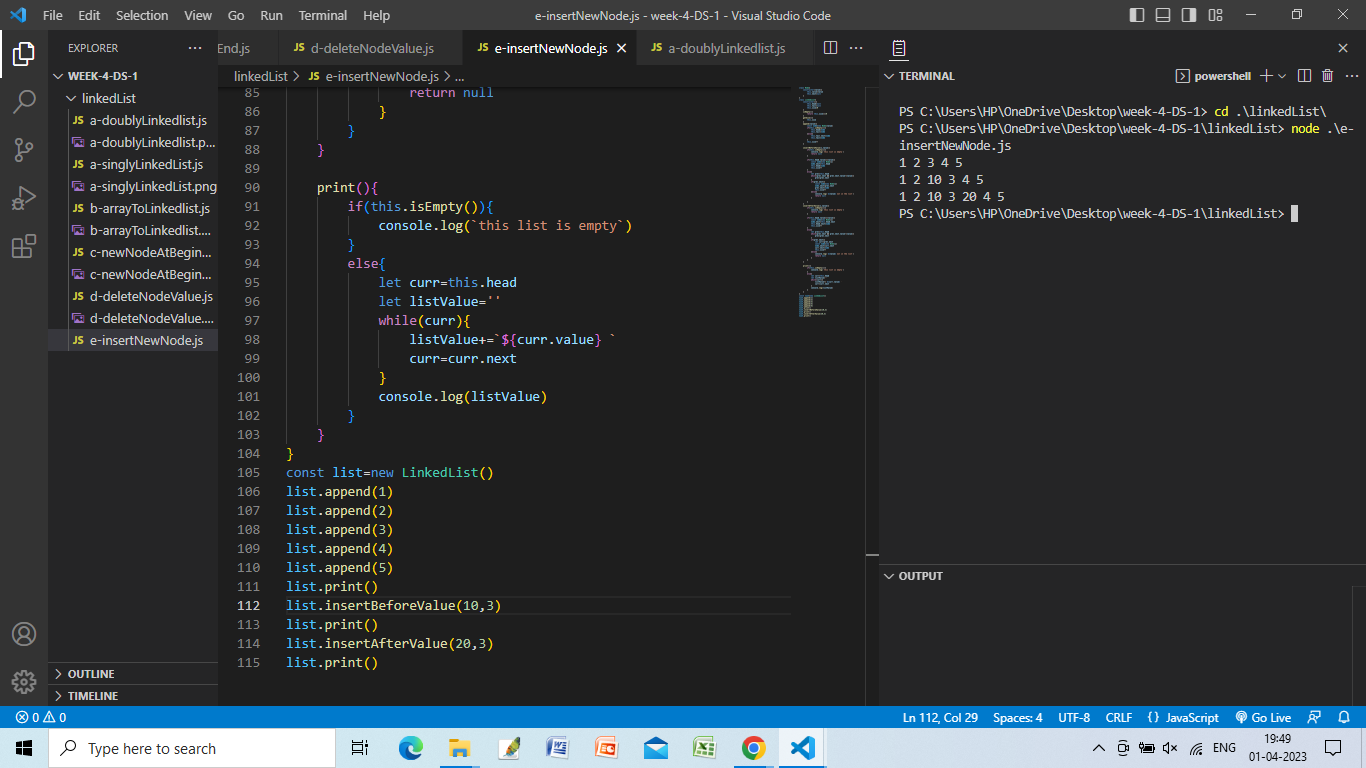 File Edit Selection View Go Run Terminal Help
e-insertNewNode.js - week-4-DS-1 - Visual Studio Code
EXPLORER
WEEK-4-DS-1
linkedList
JS a-doublyLinkedlist.js
a-doublyLinkedlist.p...
JS a-singlyLinkedList.js
a-singlyLinkedList.png
JS b-arrayToLinkedlist.js
b-arrayToLinkedlist....
JS c-newNodeAtBegin...
c-newNodeAtBegin...
JS d-deleteNodeValue.js
d-deleteNodeValue....
JS e-insertNewNode.js
OUTLINE
TIMELINE
End.js JS d-deleteNodeValue.js JS e-insertNewNode.js JS a-doublyLinkedlist.js
linkedList > JS e-insertNewNode.js > ...
85 return null
86 }
87 }
88 }
89
90 print(){
91 if(this.isEmpty()){
92 console.log(`this list is empty`)
93 }
94 else{
95 let curr=this.head
96 let listValue=''
97 while(curr){
98 listValue+=`${curr.value} `
99 curr=curr.next
100 }
101 console.log(listValue)
102 }
103 }
104 }
105 const list=new LinkedList()
106 list.append(1)
107 list.append(2)
108 list.append(3)
109 list.append(4)
110 list.append(5)
111 list.print()
112 list.insertBeforeValue(10,3)
113 list.print()
114 list.insertAfterValue(20,3)
115 list.print()
TERMINAL
powershell
PS C:\Users\HP\OneDrive\Desktop\week-4-DS-1> cd .\linkedList\
PS C:\Users\HP\OneDrive\Desktop\week-4-DS-1\linkedList> node .\e-
insertNewNode.js
1 2 3 4 5
1 2 10 3 4 5
1 2 10 3 20 4 5
PS C:\Users\HP\OneDrive\Desktop\week-4-DS-1\linkedList>
OUTPUT
0 0
Ln 112, Col 29 Spaces: 4 UTF-8 CRLF {} JavaScript Go Live
Type here to search
ENG
19:49
01-04-2023